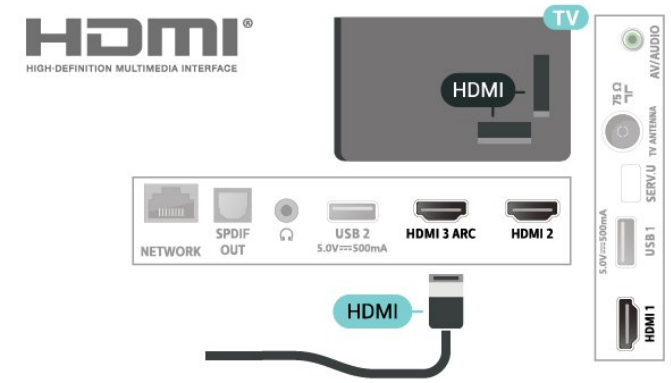 HDMI®
HIGH-DEFINITION MULTIMEDIA INTERFACE
TV
HDMI
NETWORK
SPDIF
OUT
USB 2
5.0V⎓500mA
HDMI 3 ARC
HDMI 2
HDMI
AV/AUDIO
75 Ω
TV ANTENNA
SERV.U
USB 1
5.0V⎓500mA
HDMI 1